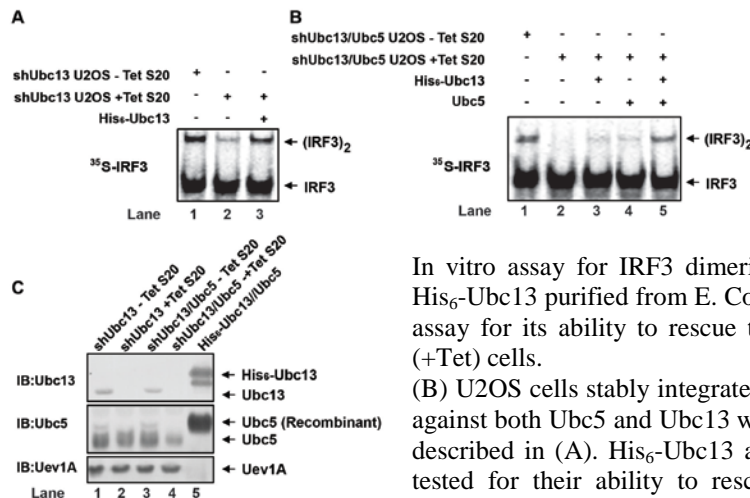 A
shUbc13 U2OS - Tet S20 + - -
shUbc13 U2OS +Tet S20 - + +
His₆-Ubc13 - - +
(IRF3)₂
³⁵S-IRF3
IRF3
Lane 1 2 3
B
shUbc13/Ubc5 U2OS - Tet S20 + - - - -
shUbc13/Ubc5 U2OS +Tet S20 - + + + +
His₆-Ubc13 - - + - +
Ubc5 - - - + +
(IRF3)₂
³⁵S-IRF3
IRF3
Lane 1 2 3 4 5
C
shUbc13 - Tet S20
shUbc13 +Tet S20
shUbc13/Ubc5 - Tet S20
shUbc13/Ubc5 -+Tet S20
His₆-Ubc13//Ubc5
IB:Ubc13
His₆-Ubc13
Ubc13
IB:Ubc5
Ubc5 (Recombinant)
Ubc5
IB:Uev1A
Uev1A
Lane 1 2 3 4 5
In vitro assay for IRF3 dimeri
His₆-Ubc13 purified from E. Co
assay for its ability to rescue t
(+Tet) cells.
(B) U2OS cells stably integrate
against both Ubc5 and Ubc13 w
described in (A). His₆-Ubc13 a
tested for their ability to resc